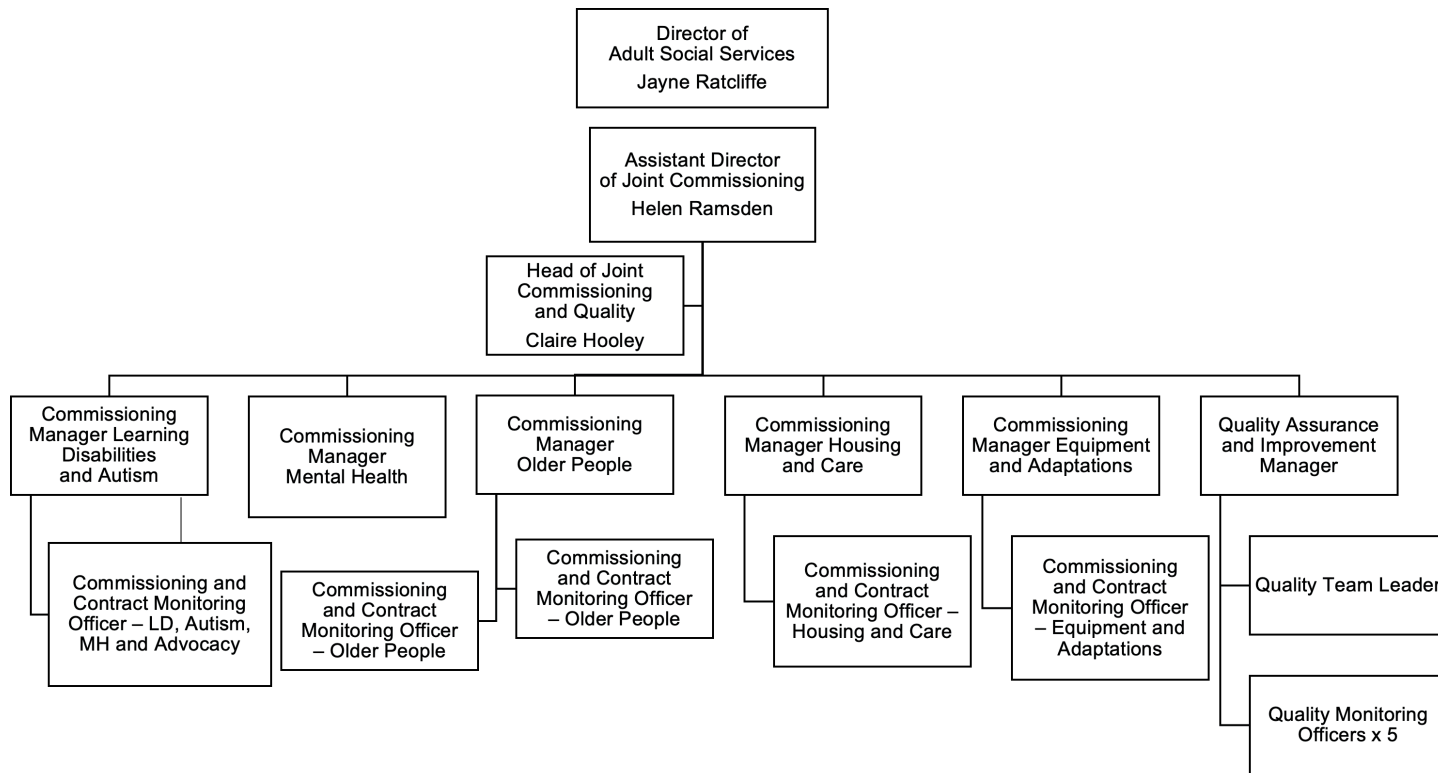 Director of
Adult Social Services
Jayne Ratcliffe
Assistant Director
of Joint Commissioning
Helen Ramsden
Head of Joint
Commissioning
and Quality
Claire Hooley
Commissioning
Manager Learning
Disabilities
and Autism
Commissioning
Manager
Mental Health
Commissioning
Manager
Older People
Commissioning
Manager Housing
and Care
Commissioning
Manager Equipment
and Adaptations
Quality Assurance
and Improvement
Manager
Commissioning and
Contract Monitoring
Officer – LD, Autism,
MH and Advocacy
Commissioning
and Contract
Monitoring Officer
– Older People
Commissioning
and Contract
Monitoring Officer
– Older People
Commissioning
and Contract
Monitoring Officer –
Housing and Care
Commissioning
and Contract
Monitoring Officer
– Equipment and
Adaptations
Quality Team Leader
Quality Monitoring
Officers x 5